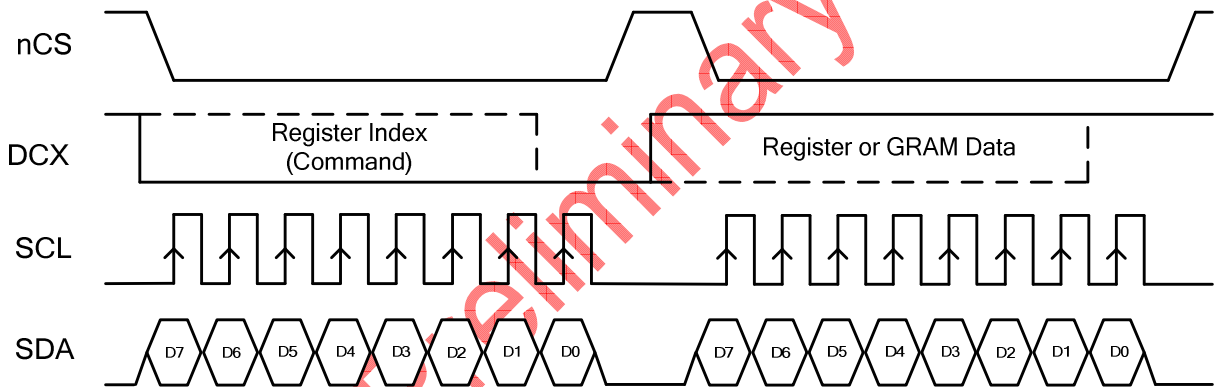 nCS
DCX
Register Index
(Command)
Register or GRAM Data
SCL
SDA
D7 D6 D5 D4 D3 D2 D1 D0
D7 D6 D5 D4 D3 D2 D1 D0
reliminary